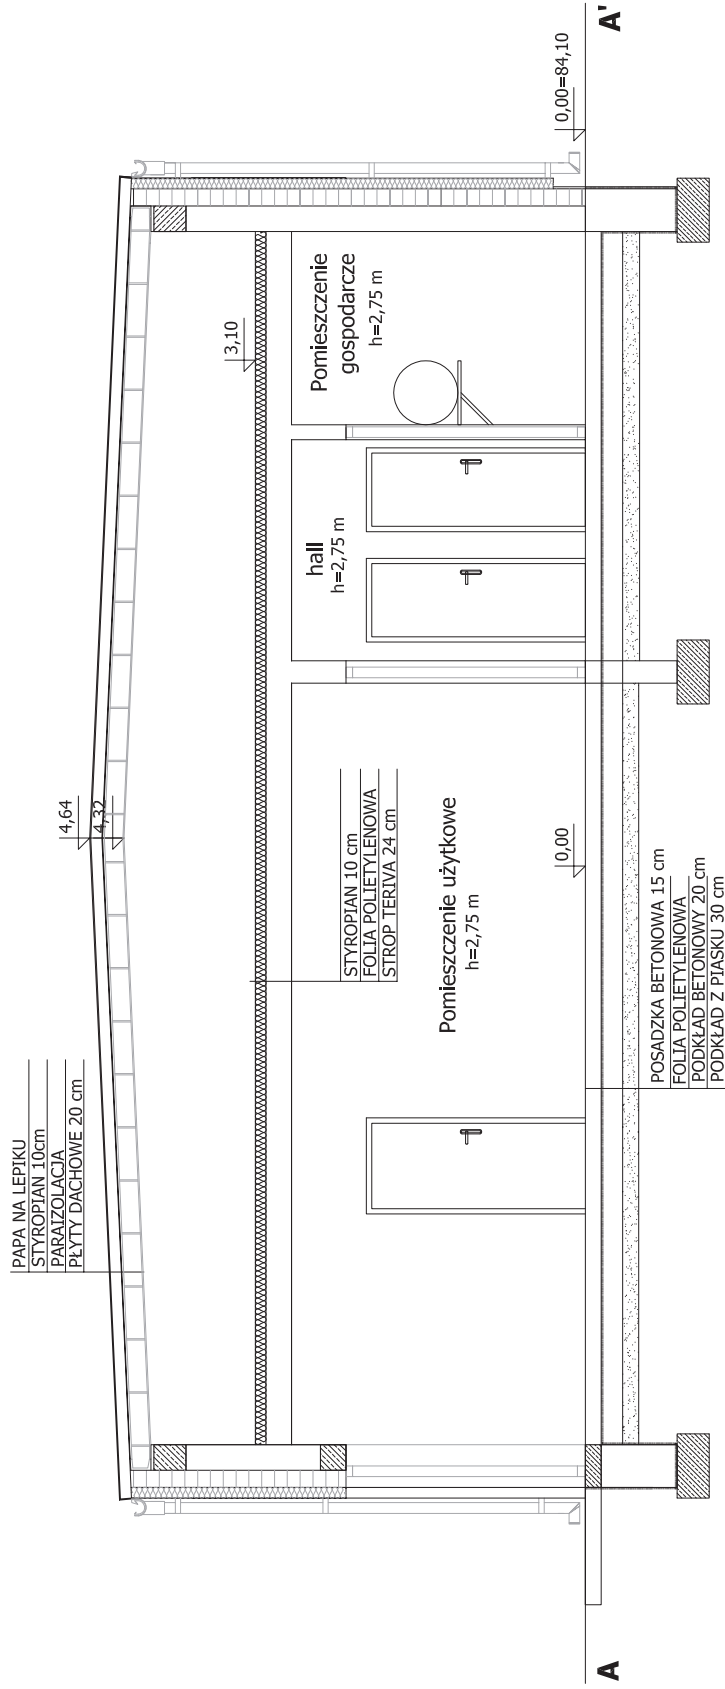 PAPA NA LEPIKU
STYROPIAN 10cm
PARAIZOLACJA
PŁYTY DACHOWE 20 cm
4,64
4,32
3,10
STYROPIAN 10 cm
FOLIA POLIETYLENOWA
STROP TERIVA 24 cm
Pomieszczenie użytkowe
h=2,75 m
hall
h=2,75 m
Pomieszczenie
gospodarcze
h=2,75 m
0,00
0,00=84,10
A
A'
POSADZKA BETONOWA 15 cm
FOLIA POLIETYLENOWA
PODKŁAD BETONOWY 20 cm
PODKŁAD Z PIASKU 30 cm